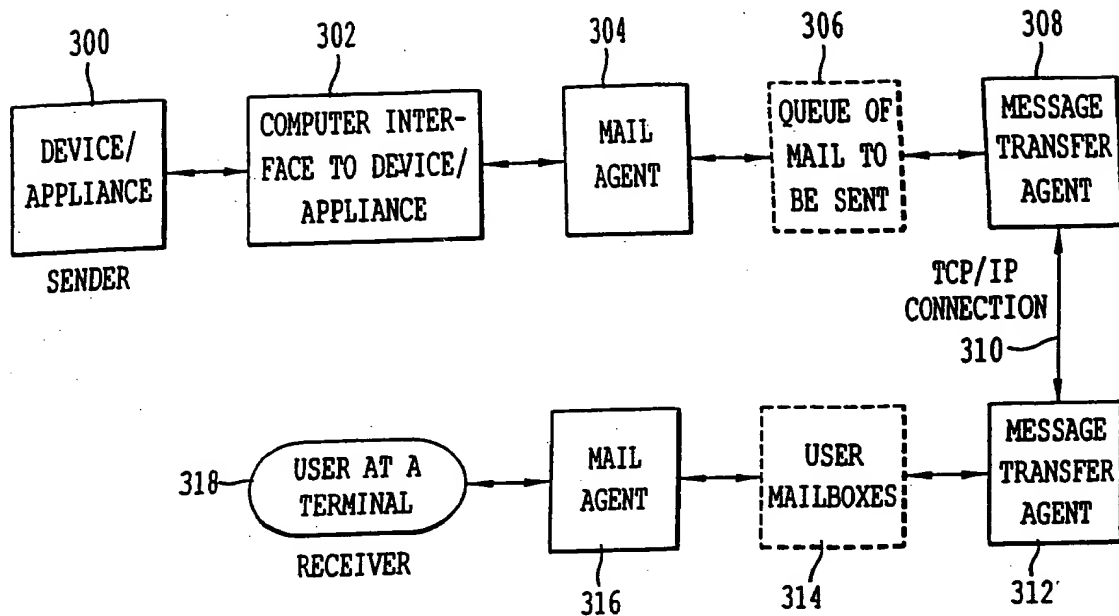 300
302
304
306
308
DEVICE/
APPLIANCE
COMPUTER INTER-
FACE TO DEVICE/
APPLIANCE
MAIL
AGENT
QUEUE OF
MAIL TO
BE SENT
MESSAGE
TRANSFER
AGENT
SENDER
TCP/IP
CONNECTION
310
318
USER AT A
TERMINAL
MAIL
AGENT
USER
MAILBOXES
MESSAGE
TRANSFER
AGENT
RECEIVER
316
314
312